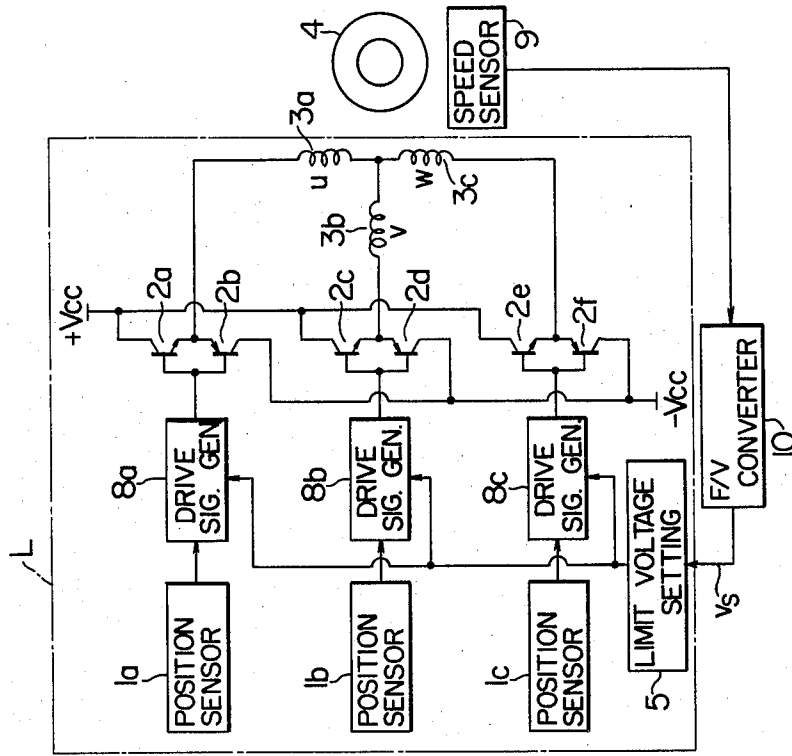 L
1a
POSITION
SENSOR
8a
DRIVE
SIG. GEN.
+Vcc
2a
2b
u
3a
4
1b
POSITION
SENSOR
8b
DRIVE
SIG. GEN.
2c
2d
3b
v
w
3c
SPEED
SENSOR
9
1c
POSITION
SENSOR
8c
DRIVE
SIG. GEN.
2e
2f
-Vcc
5
LIMIT VOLTAGE
SETTING
Vs
F/V
CONVERTER
10